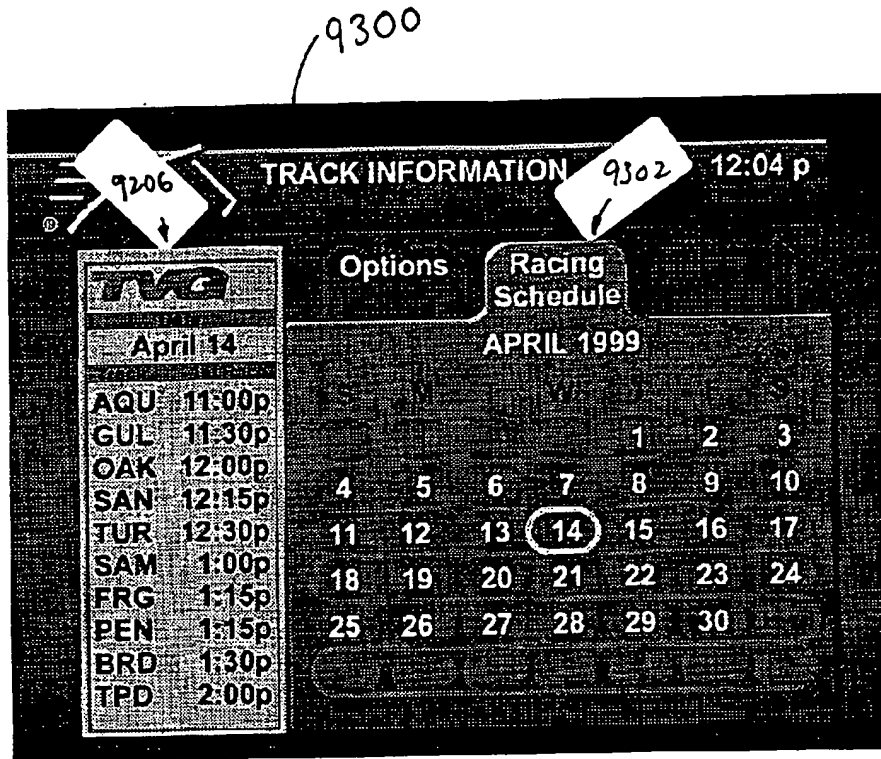 9300
TRACK INFORMATION
12:04 p
9206
9302
®
TVG
April 14
AQU 11:00p
GUL 11:30p
OAK 12:00p
SAN 12:15p
TUR 12:30p
SAM 1:00p
FRG 1:15p
PEN 1:15p
BRD 1:30p
TPD 2:00p
Options
Racing
Schedule
APRIL 1999
S M W
1 2 3
4 5 6 7 8 9 10
11 12 13 14 15 16 17
18 19 20 21 22 23 24
25 26 27 28 29 30